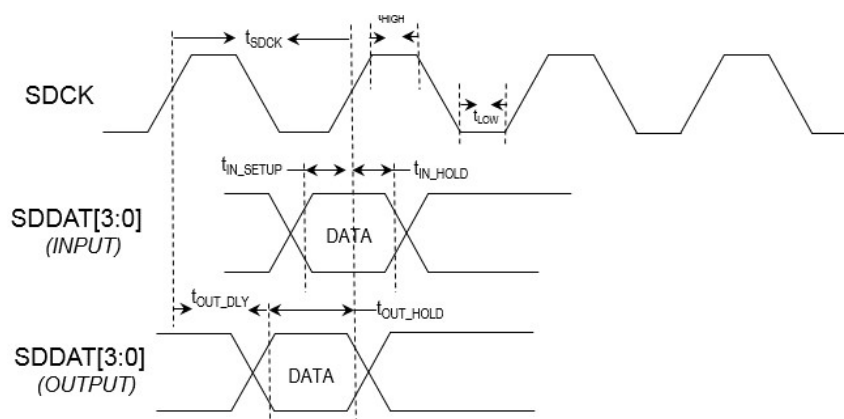 tHIGH
tSDCK
SDCK
tLOW
tIN_SETUP
tIN_HOLD
SDDAT[3:0]
(INPUT)
DATA
tOUT_DLY
tOUT_HOLD
SDDAT[3:0]
(OUTPUT)
DATA